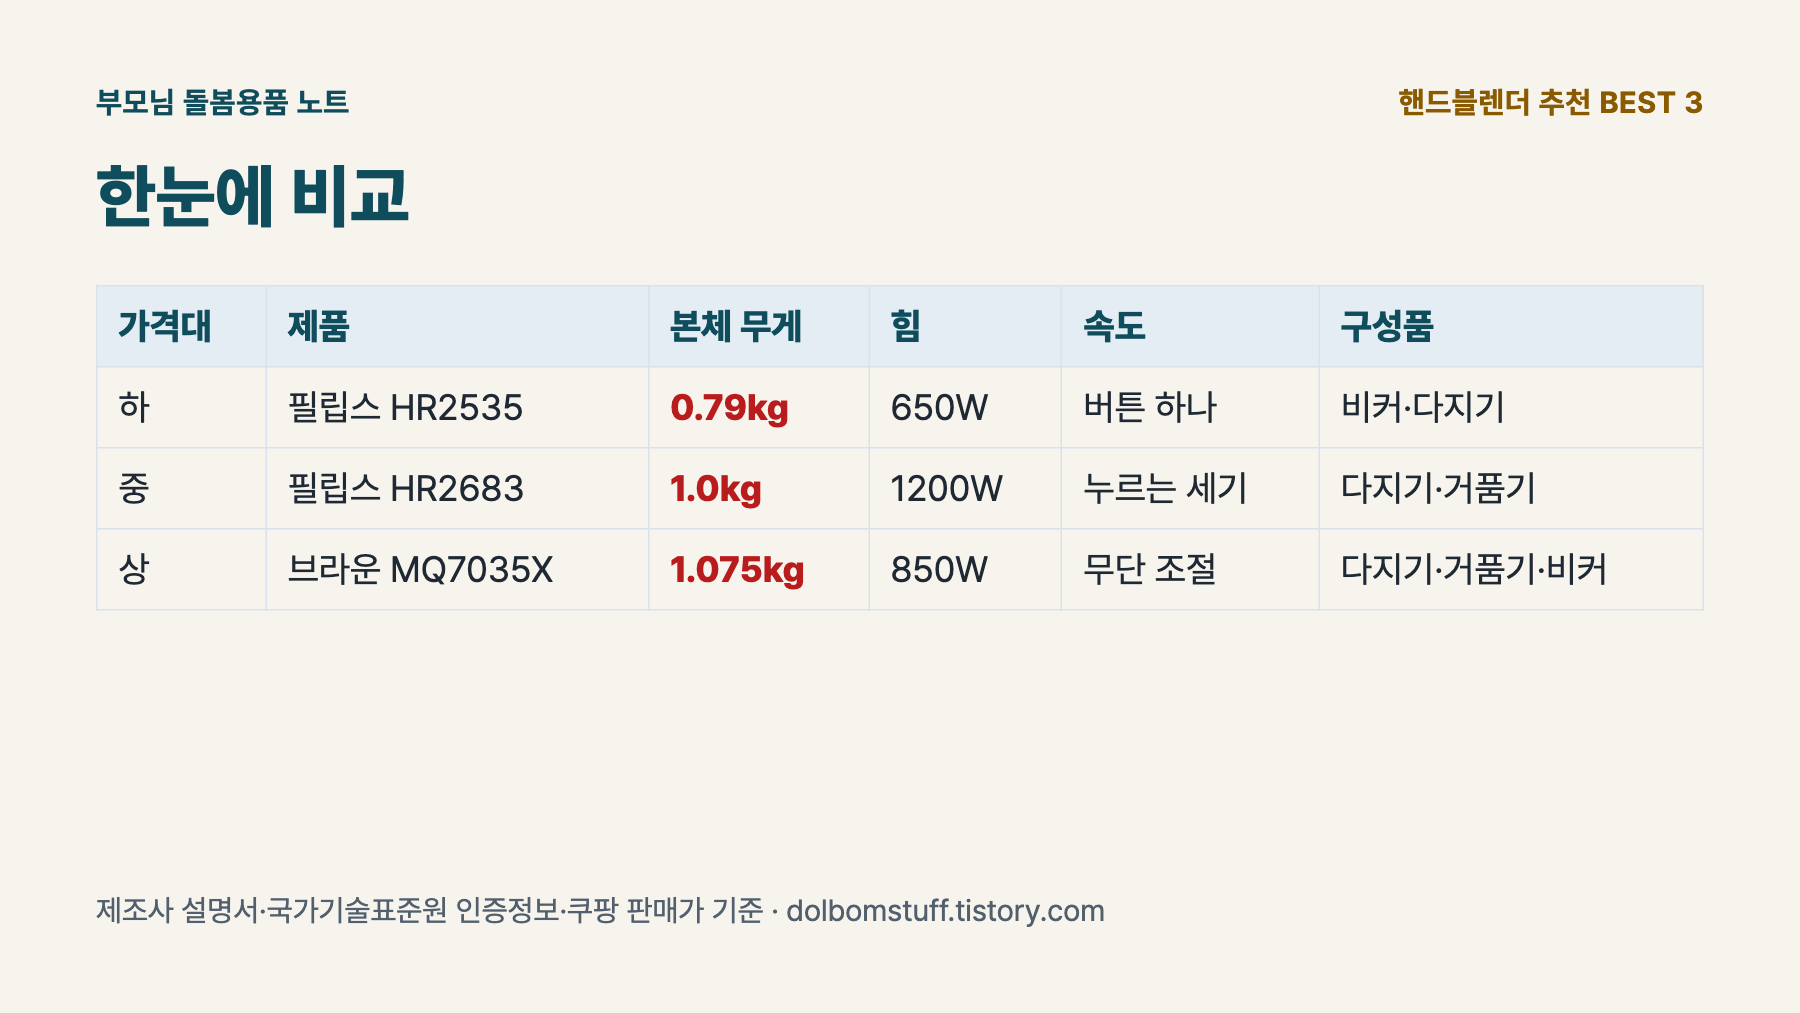 부모님 돌봄용품 노트
핸드블렌더 추천 BEST 3
한눈에 비교
가격대 제품 본체 무게 힘 속도 구성품
하 필립스 HR2535 0.79kg 650W 버튼 하나 비커·다지기
중 필립스 HR2683 1.0kg 1200W 누르는 세기 다지기·거품기
상 브라운 MQ7035X 1.075kg 850W 무단 조절 다지기·거품기·비커
제조사 설명서·국가기술표준원 인증정보·쿠팡 판매가 기준 · dolbomstuff.tistory.com